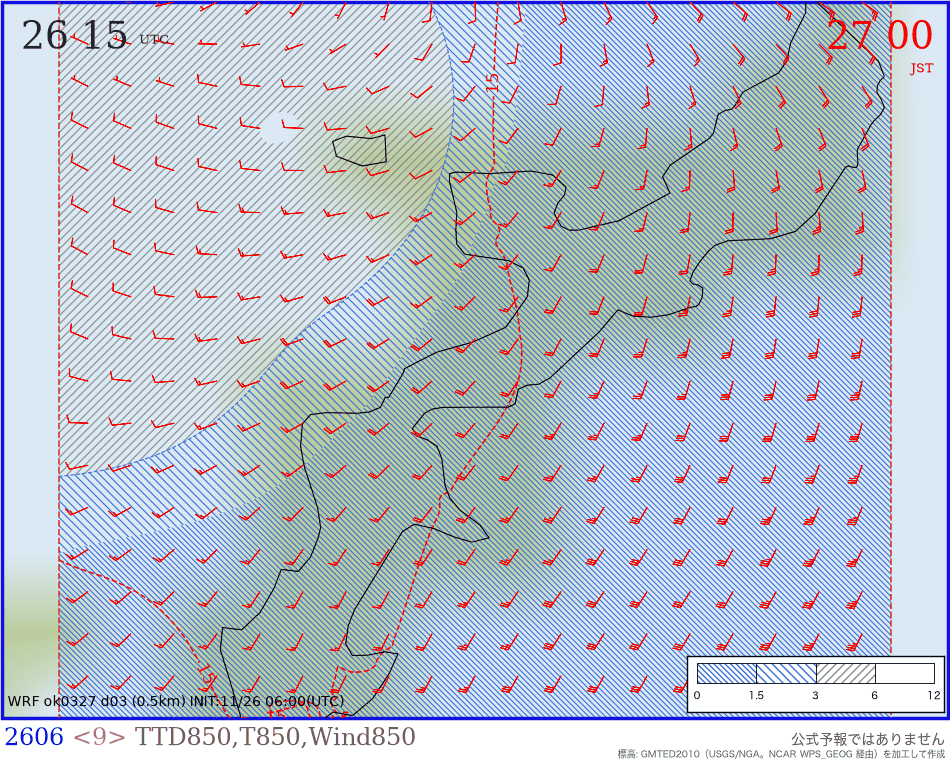 26 15 UTC
27 00
JST
15
15
15
WRF ok0327 d03 (0.5km) INIT:11/26 06:00(UTC)
0 1.5 3 6 12
2606 <9> TTD850,T850,Wind850
公式予報ではありません
標高: GMTED2010（USGS/NGA。NCAR WPS_GEOG 経由）を加工して作成